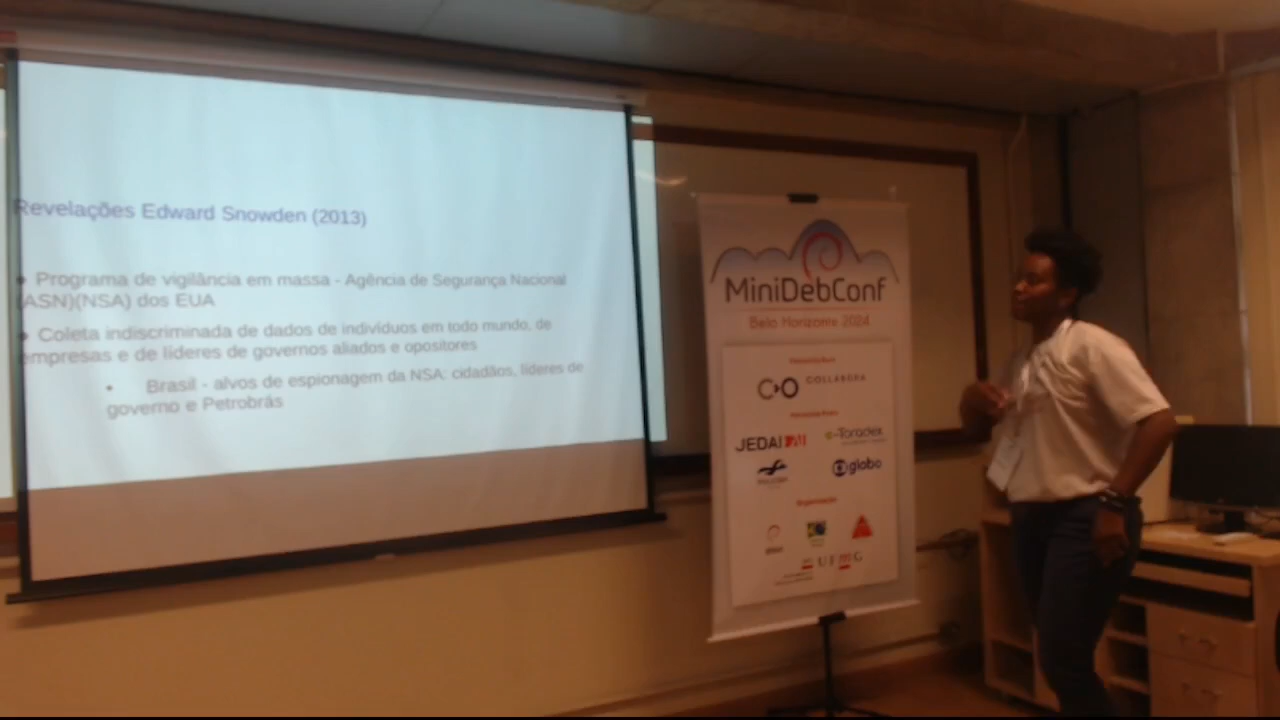 Revelações Edward Snowden (2013)
• Programa de vigilância em massa - Agência de Segurança Nacional
(ASN)(NSA) dos EUA
• Coleta indiscriminada de dados de indivíduos em todo mundo, de
empresas e de líderes de governos aliados e opositores
• Brasil - alvos de espionagem da NSA: cidadãos, líderes de
governo e Petrobrás
MiniDebConf
Belo Horizonte 2024
COLLABORA
JEDAI
Toradex
globo
Organização
UFMG